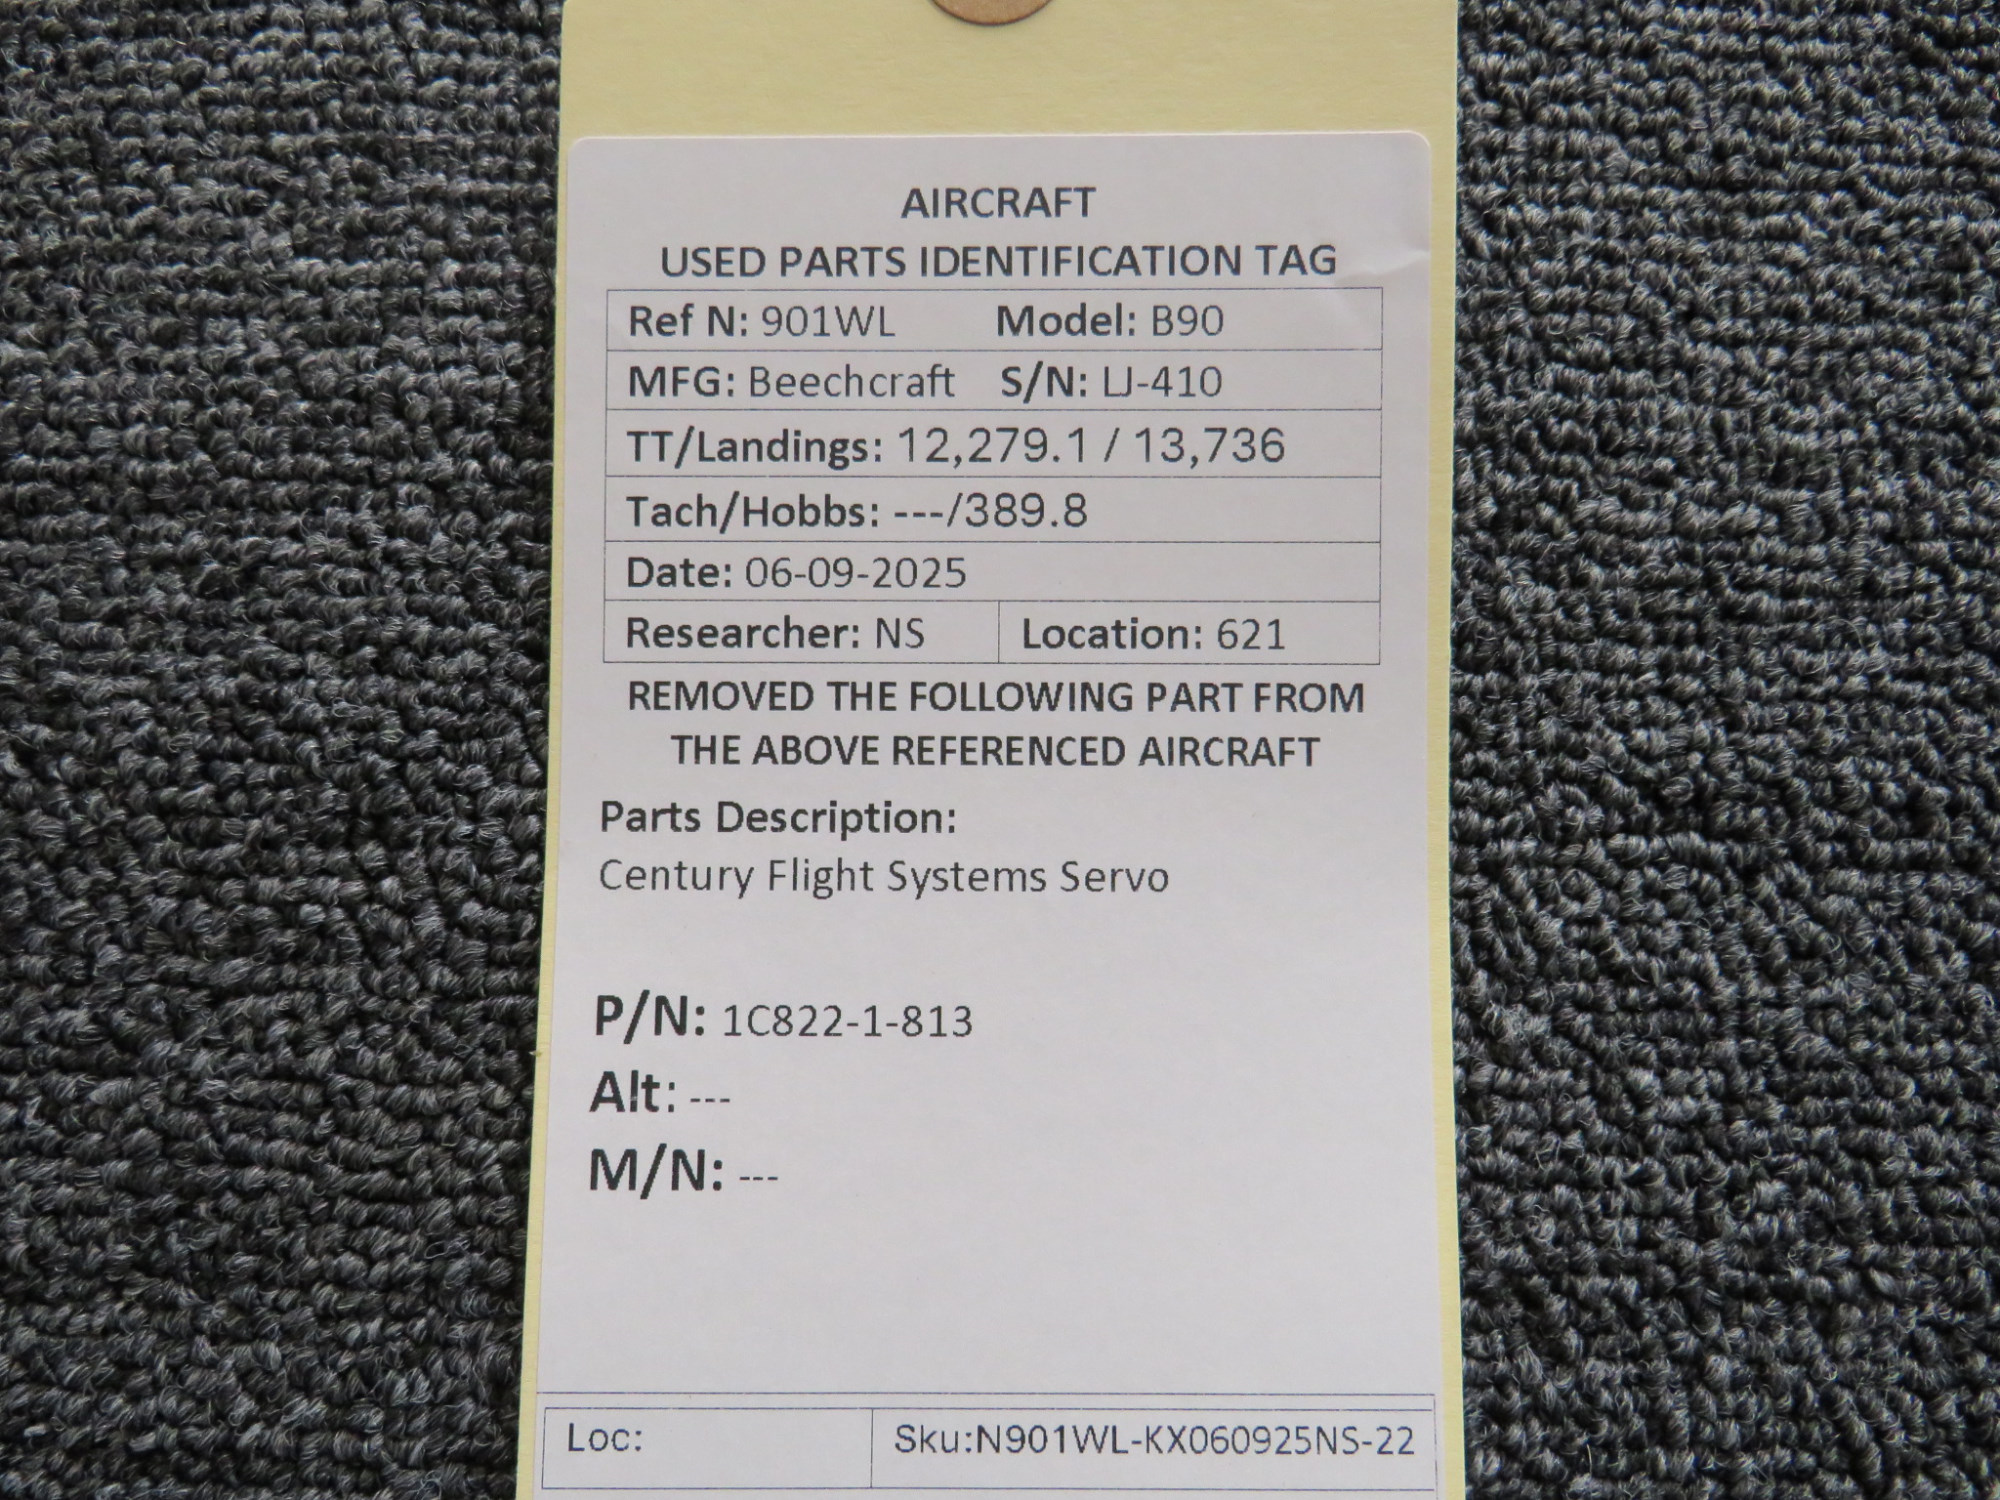 AIRCRAFT
USED PARTS IDENTIFICATION TAG
Ref N: 901WL Model: B90
MFG: Beechcraft S/N: LJ-410
TT/Landings: 12,279.1 / 13,736
Tach/Hobbs: ---/389.8
Date: 06-09-2025
Researcher: NS Location: 621
REMOVED THE FOLLOWING PART FROM
THE ABOVE REFERENCED AIRCRAFT
Parts Description:
Century Flight Systems Servo
P/N: 1C822-1-813
Alt: ---
M/N: ---
Loc: Sku:N901WL-KX060925NS-22